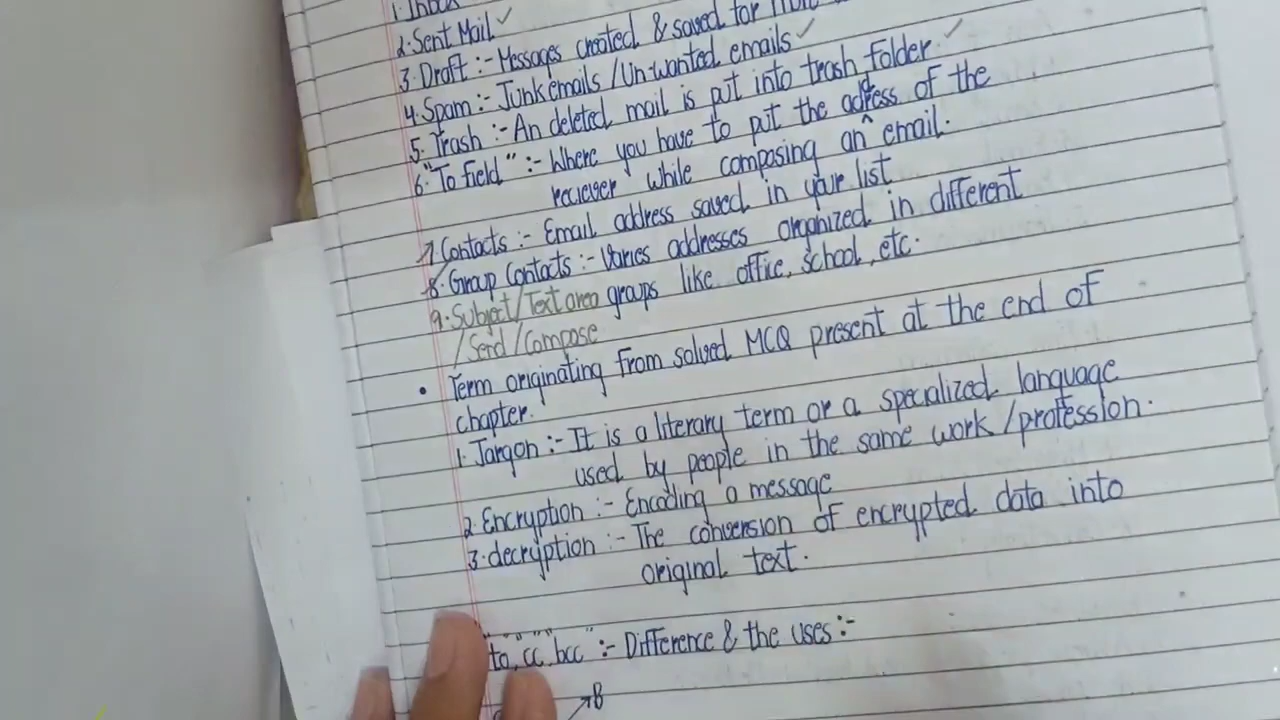 1. Inbox
2. Sent Mail ✓
3. Draft :- Messages created & saved for
4. Spam :- Junk emails / Un-wanted emails ✓
5. Trash :- An deleted mail is put into trash folder ✓
6. "To field" :- Where you have to put the adress of the
reciever while composing an email.
7. Contacts :- Email address saved in your list
8. Group Contacts :- Varies addresses organized in different
9. Subject / Text area groups like office, school, etc.
/ Send / Compose
• Term originating from solved MCQ present at the end of
chapter.
1. Jargon :- It is a literary term or a specialized language
used by people in the same work / profession.
2. Encryption :- Encoding a message
3. decryption :- The conversion of encrypted data into
original text.
"to", "cc", "bcc" :- Difference & the uses :-
B